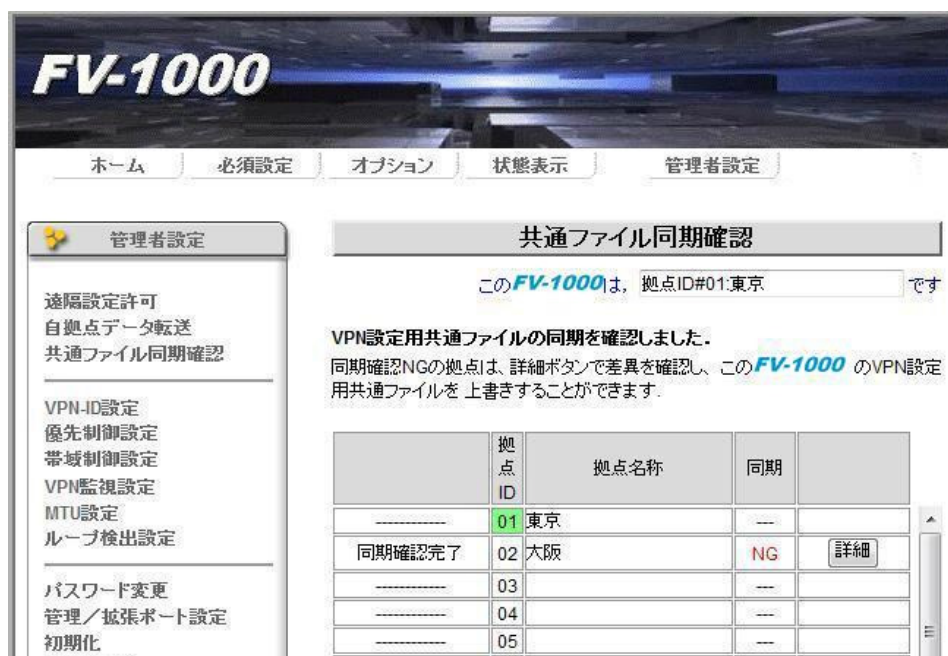 FV-1000
ホーム 必須設定 オプション 状態表示 管理者設定
管理者設定
遠隔設定許可
自拠点データ転送
共通ファイル同期確認
VPN-ID設定
優先制御設定
帯域制御設定
VPN監視設定
MTU設定
ループ検出設定
パスワード変更
管理/拡張ポート設定
初期化
共通ファイル同期確認
このFV-1000は, 拠点ID#01:東京 です
VPN設定用共通ファイルの同期を確認しました.
同期確認NGの拠点は、詳細ボタンで差異を確認し、このFV-1000 のVPN設定
用共通ファイルを 上書きすることができます.
拠点ID 拠点名称 同期
------------ 01 東京 ---
同期確認完了 02 大阪 NG 詳細
------------ 03 ---
------------ 04 ---
------------ 05 ---